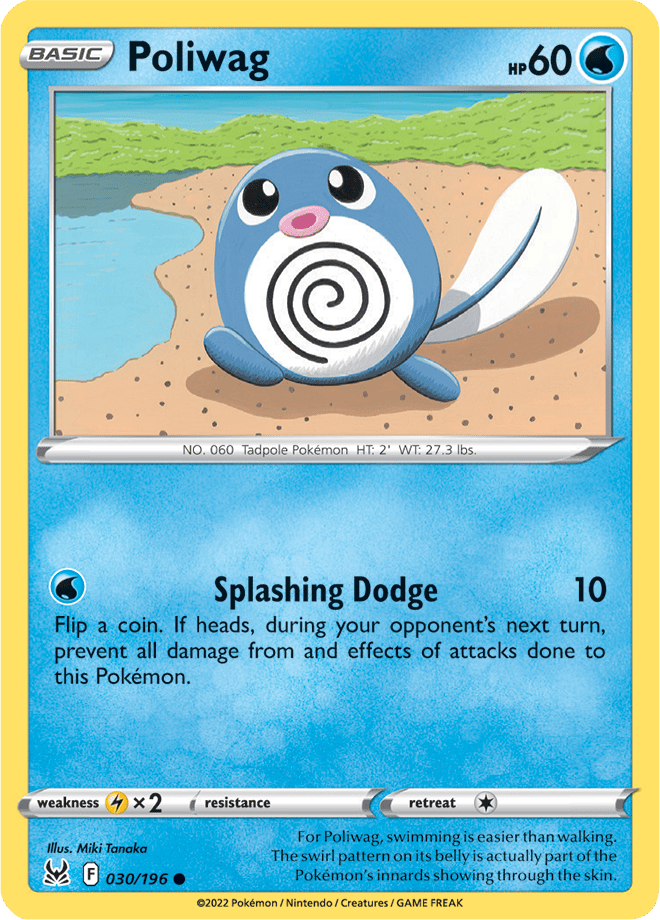 BASIC Poliwag HP60
NO. 060 Tadpole Pokémon HT: 2' WT: 27.3 lbs.
Splashing Dodge 10
Flip a coin. If heads, during your opponent's next turn,
prevent all damage from and effects of attacks done to
this Pokémon.
weakness ×2 resistance retreat
Illus. Miki Tanaka
F 030/196
For Poliwag, swimming is easier than walking.
The swirl pattern on its belly is actually part of the
Pokémon's innards showing through the skin.
©2022 Pokémon / Nintendo / Creatures / GAME FREAK